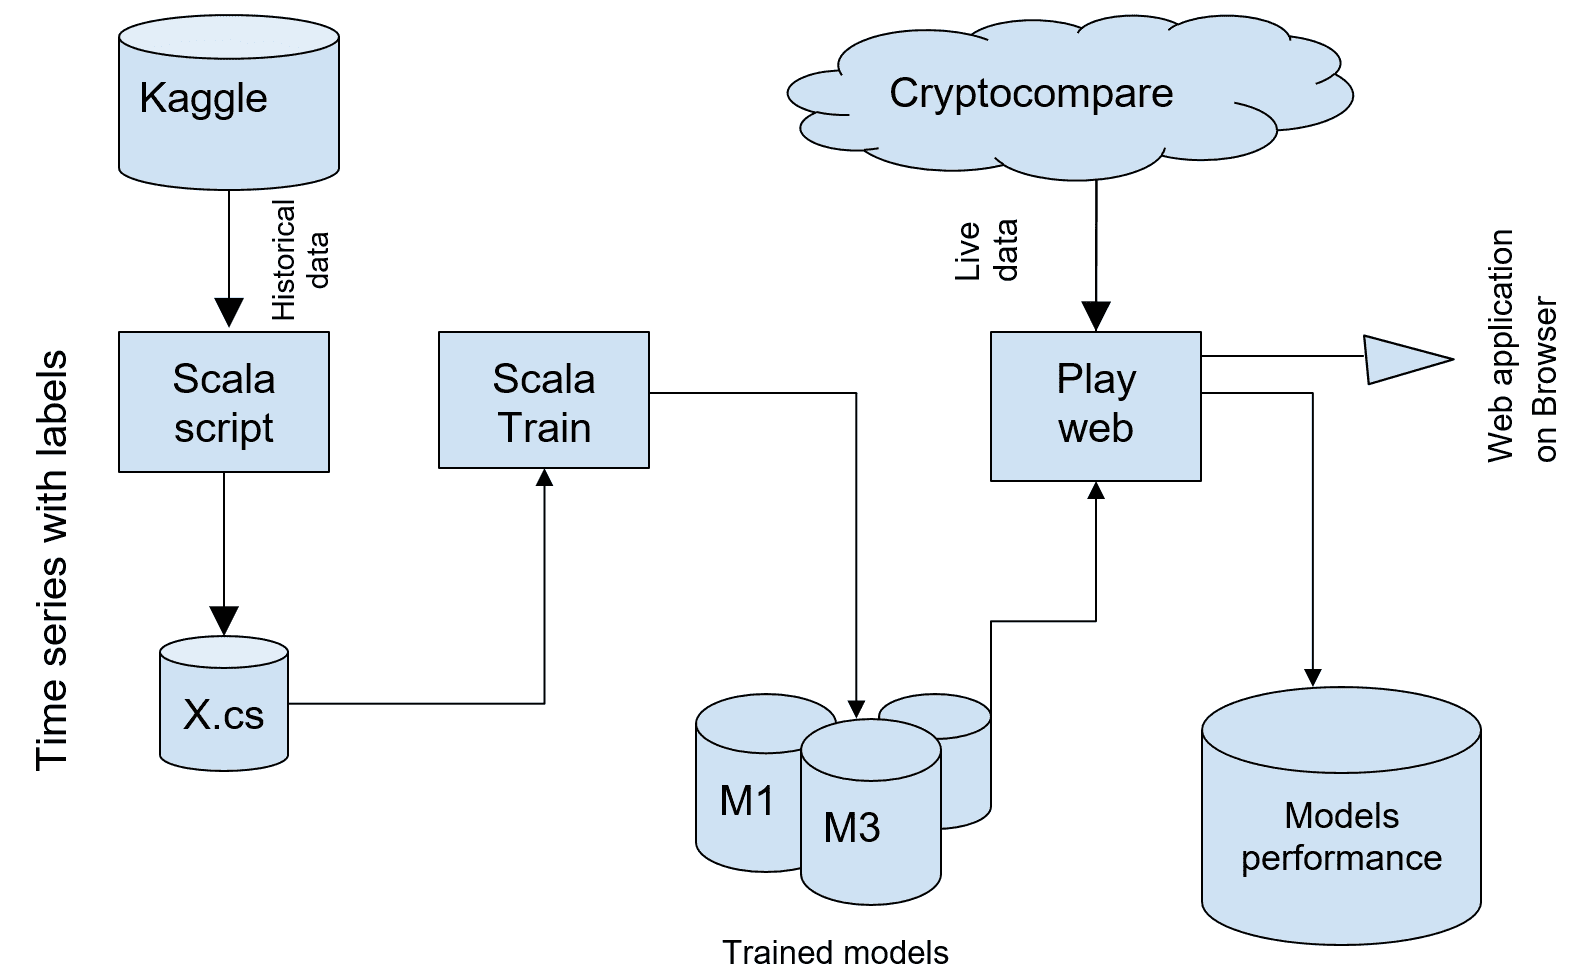 Kaggle
Cryptocompare
Historical
data
Live
data
Web application
on Browser
Scala
script
Scala
Train
Play
web
Time series with labels
X.cs
M1
M3
Models
performance
Trained models